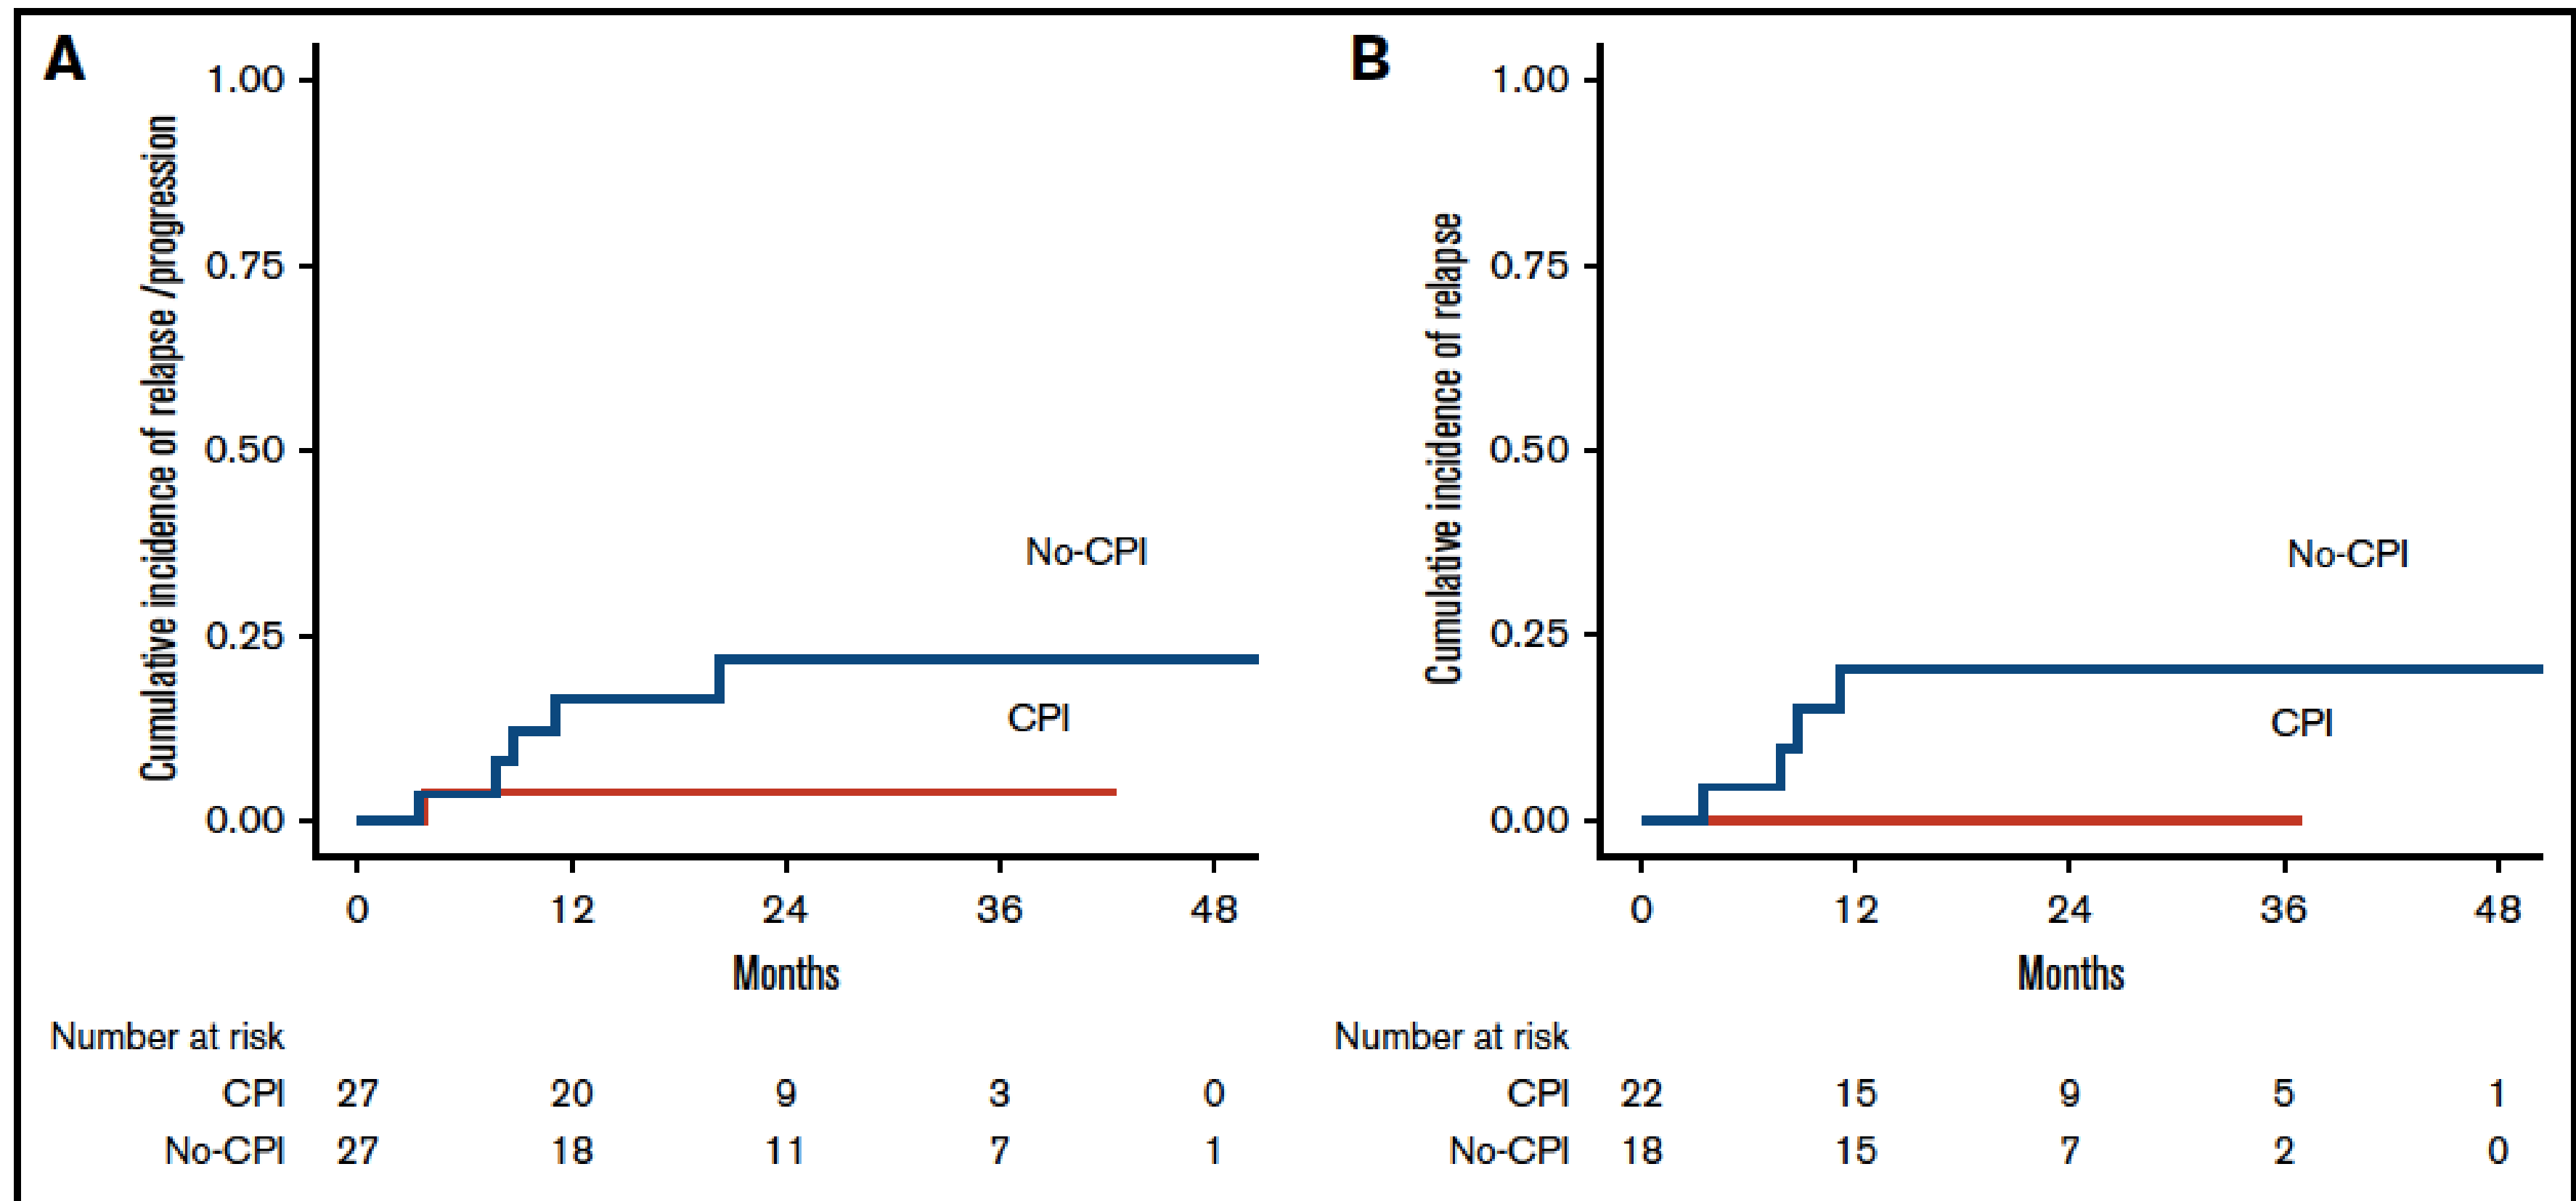 A
Cumulative incidence of relapse /progression
1.00
0.75
0.50
0.25
0.00
No-CPI
CPI
0 12 24 36 48
Months
Number at risk
CPI 27 20 9 3 0
No-CPI 27 18 11 7 1
B
Cumulative incidence of relapse
1.00
0.75
0.50
0.25
0.00
No-CPI
CPI
0 12 24 36 48
Months
Number at risk
CPI 22 15 9 5 1
No-CPI 18 15 7 2 0